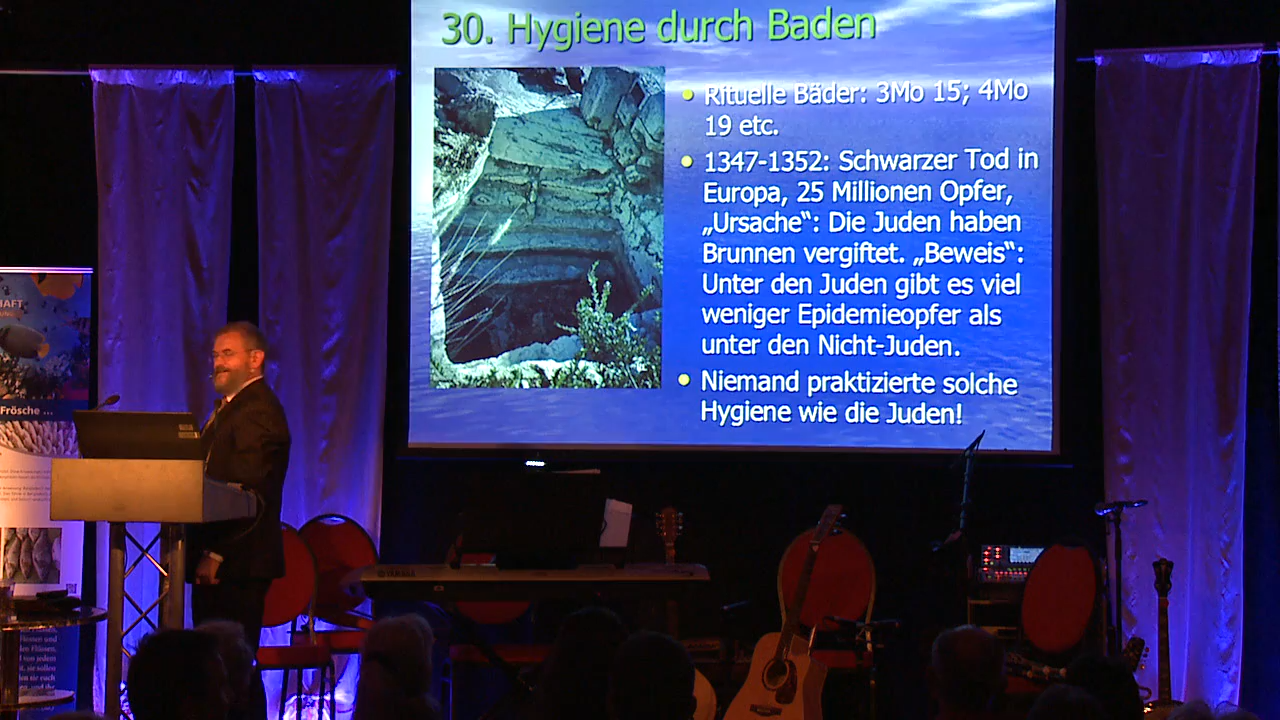 30. Hygiene durch Baden
Rituelle Bäder: 3Mo 15; 4Mo
19 etc.
1347-1352: Schwarzer Tod in
Europa, 25 Millionen Opfer,
„Ursache“: Die Juden haben
Brunnen vergiftet. „Beweis“:
Unter den Juden gibt es viel
weniger Epidemieopfer als
unter den Nicht-Juden.
Niemand praktizierte solche
Hygiene wie die Juden!
Frösche ...
YAMAHA